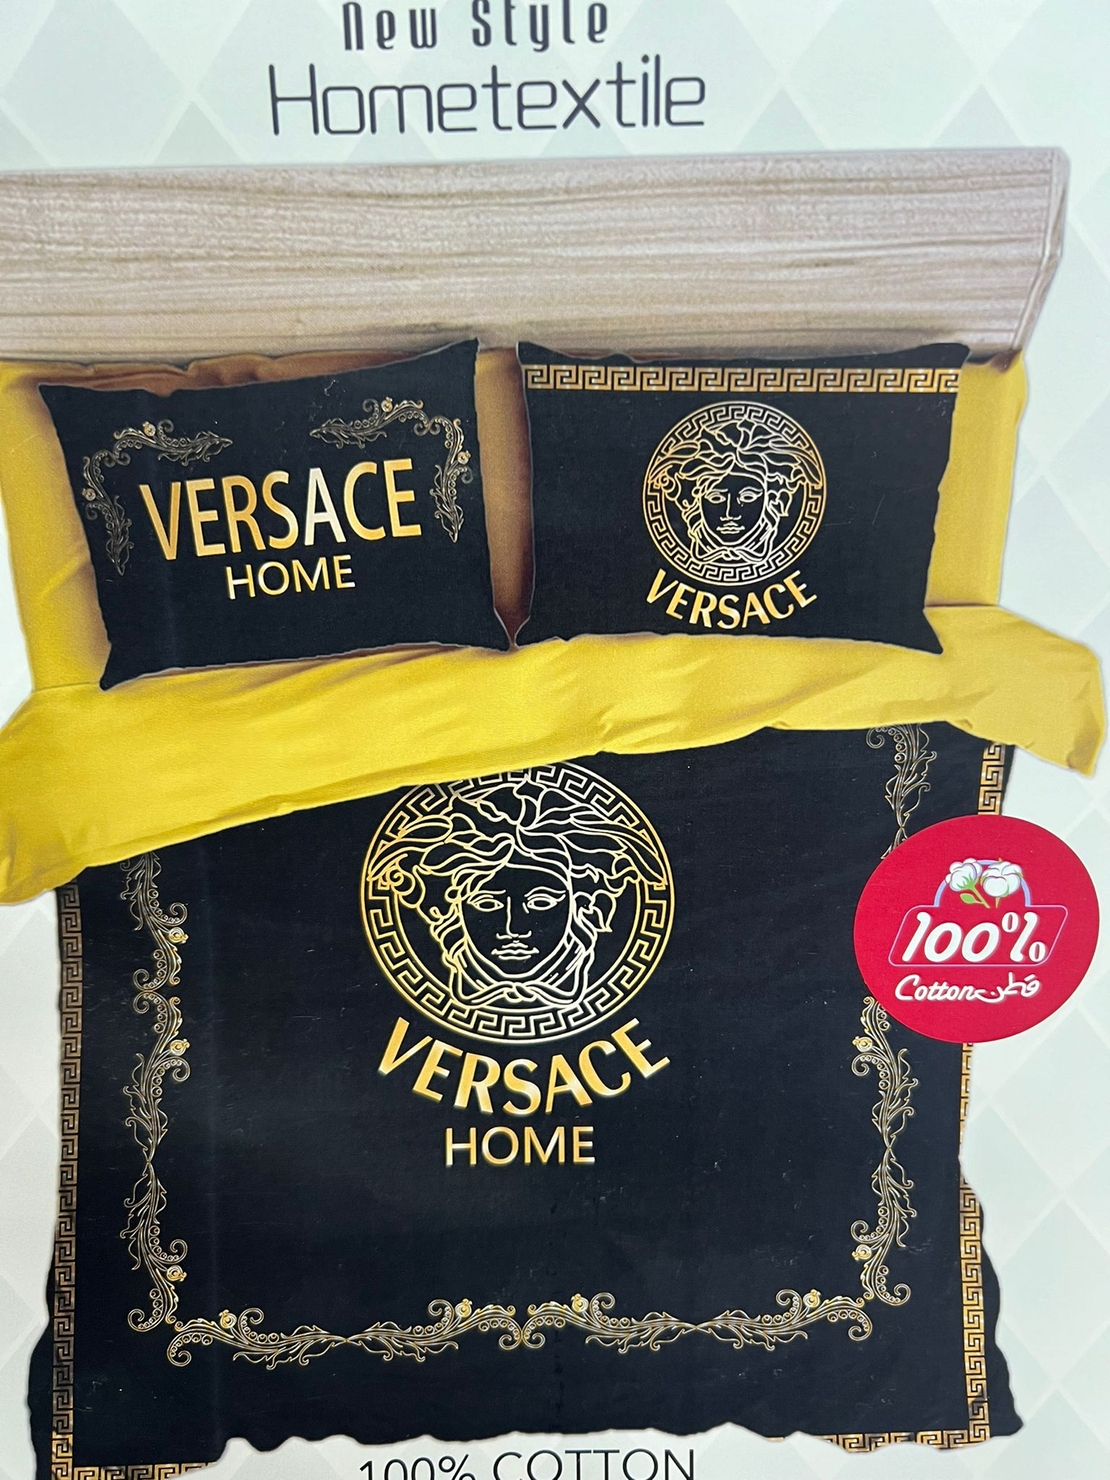 New Style
Hometextile
VERSACE
HOME
VERSACE
VERSACE
HOME
100%
Cotton قطن
100% COTTON